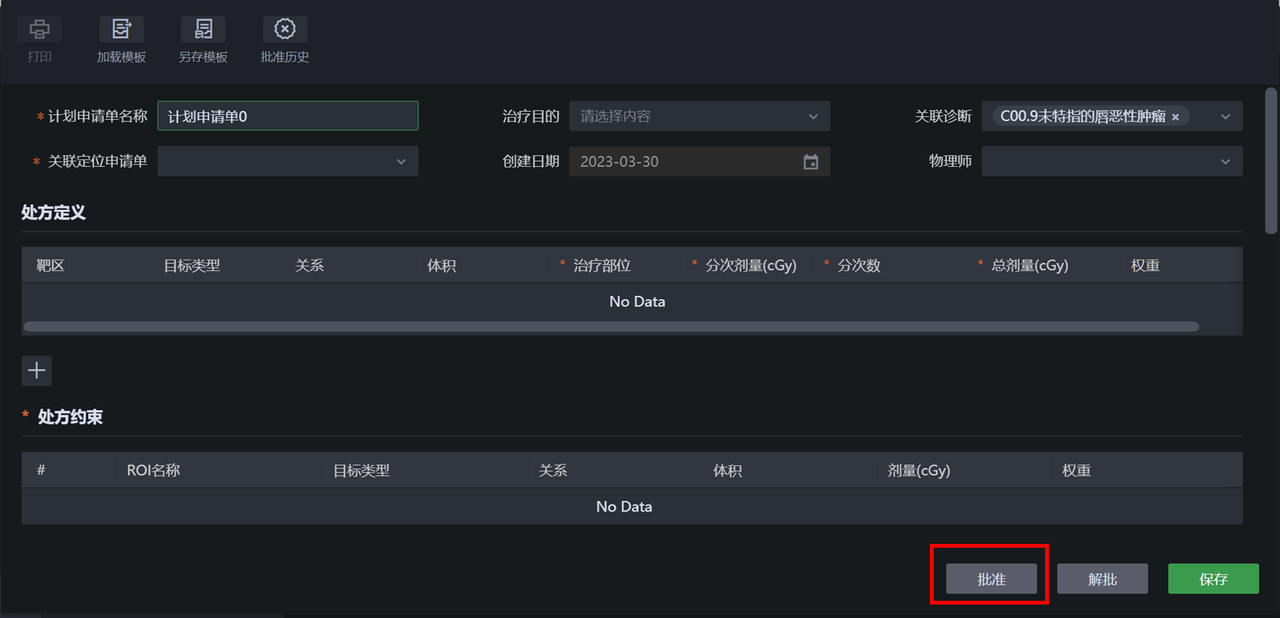 打印 加载模板 另存模板 批准历史
* 计划申请单名称 计划申请单0 治疗目的 请选择内容 关联诊断 C00.9未特指的唇恶性肿瘤 ×
* 关联定位申请单 创建日期 2023-03-30 物理师
处方定义
靶区 目标类型 关系 体积 * 治疗部位 * 分次剂量(cGy) * 分次数 * 总剂量(cGy) 权重
No Data
+
* 处方约束
# ROI名称 目标类型 关系 体积 剂量(cGy) 权重
No Data
批准 解批 保存